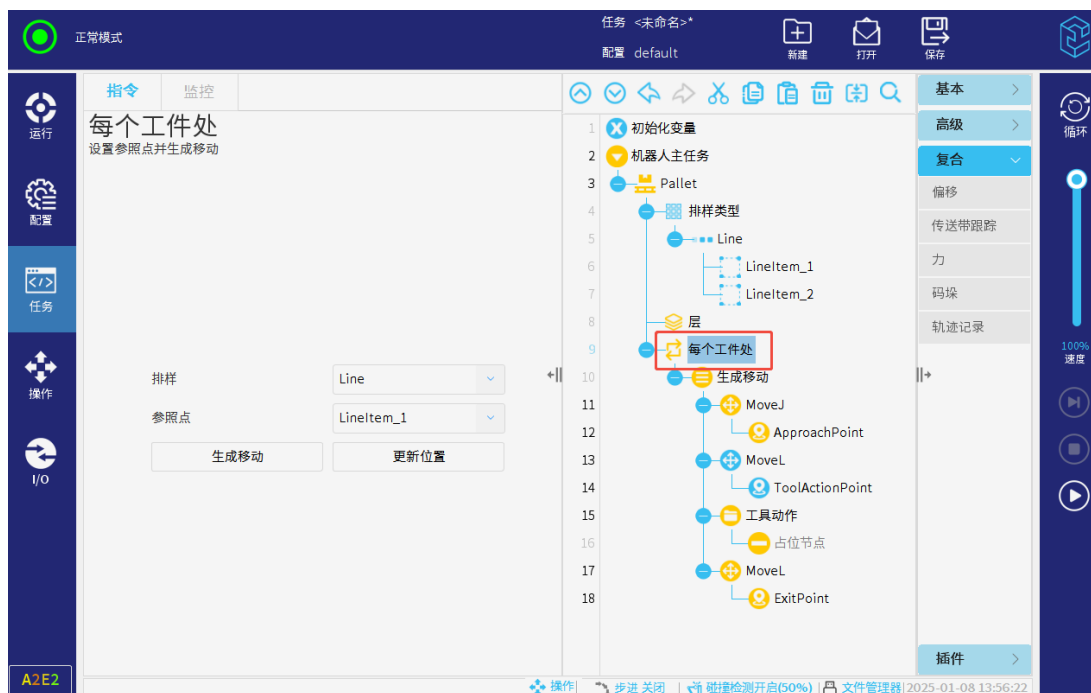 正常模式
任务 <未命名>*
配置 default
新建
打开
保存
运行
配置
任务
操作
I/O
A2E2
指令
监控
每个工件处
设置参照点并生成移动
排样
Line
参照点
LineItem_1
生成移动
更新位置
1 初始化变量
2 机器人主任务
3 Pallet
4 排样类型
5 Line
6 LineItem_1
7 LineItem_2
8 层
9 每个工件处
10 生成移动
11 MoveJ
12 ApproachPoint
13 MoveL
14 ToolActionPoint
15 工具动作
16 占位节点
17 MoveL
18 ExitPoint
基本
高级
复合
偏移
传送带跟踪
力
码垛
轨迹记录
插件
循环
100%
速度
操作
步进 关闭
碰撞检测开启(50%)
文件管理器
2025-01-08 13:56:22